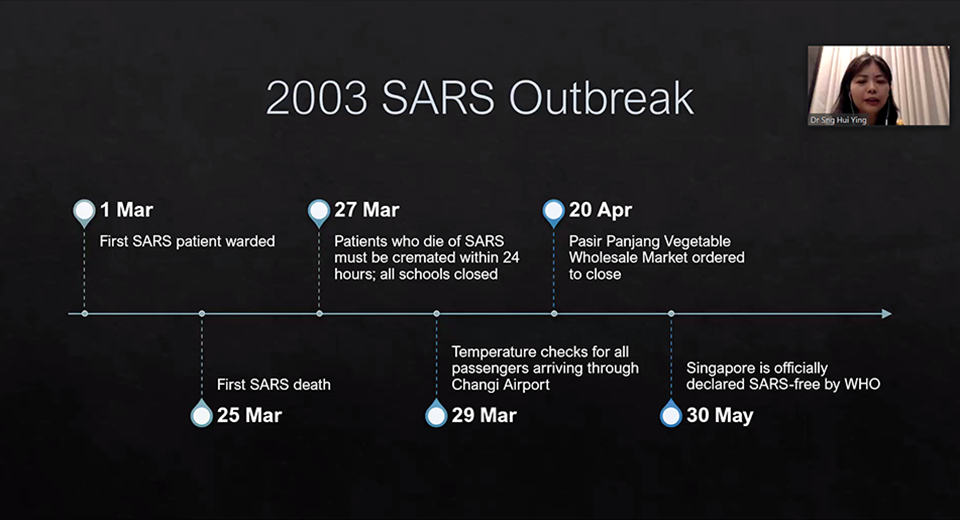 2003 SARS Outbreak
Dr Sng Hui Ying
1 Mar
First SARS patient warded
27 Mar
Patients who die of SARS
must be cremated within 24
hours; all schools closed
20 Apr
Pasir Panjang Vegetable
Wholesale Market ordered
to close
First SARS death
25 Mar
Temperature checks for all
passengers arriving through
Changi Airport
29 Mar
Singapore is officially
declared SARS-free by WHO
30 May